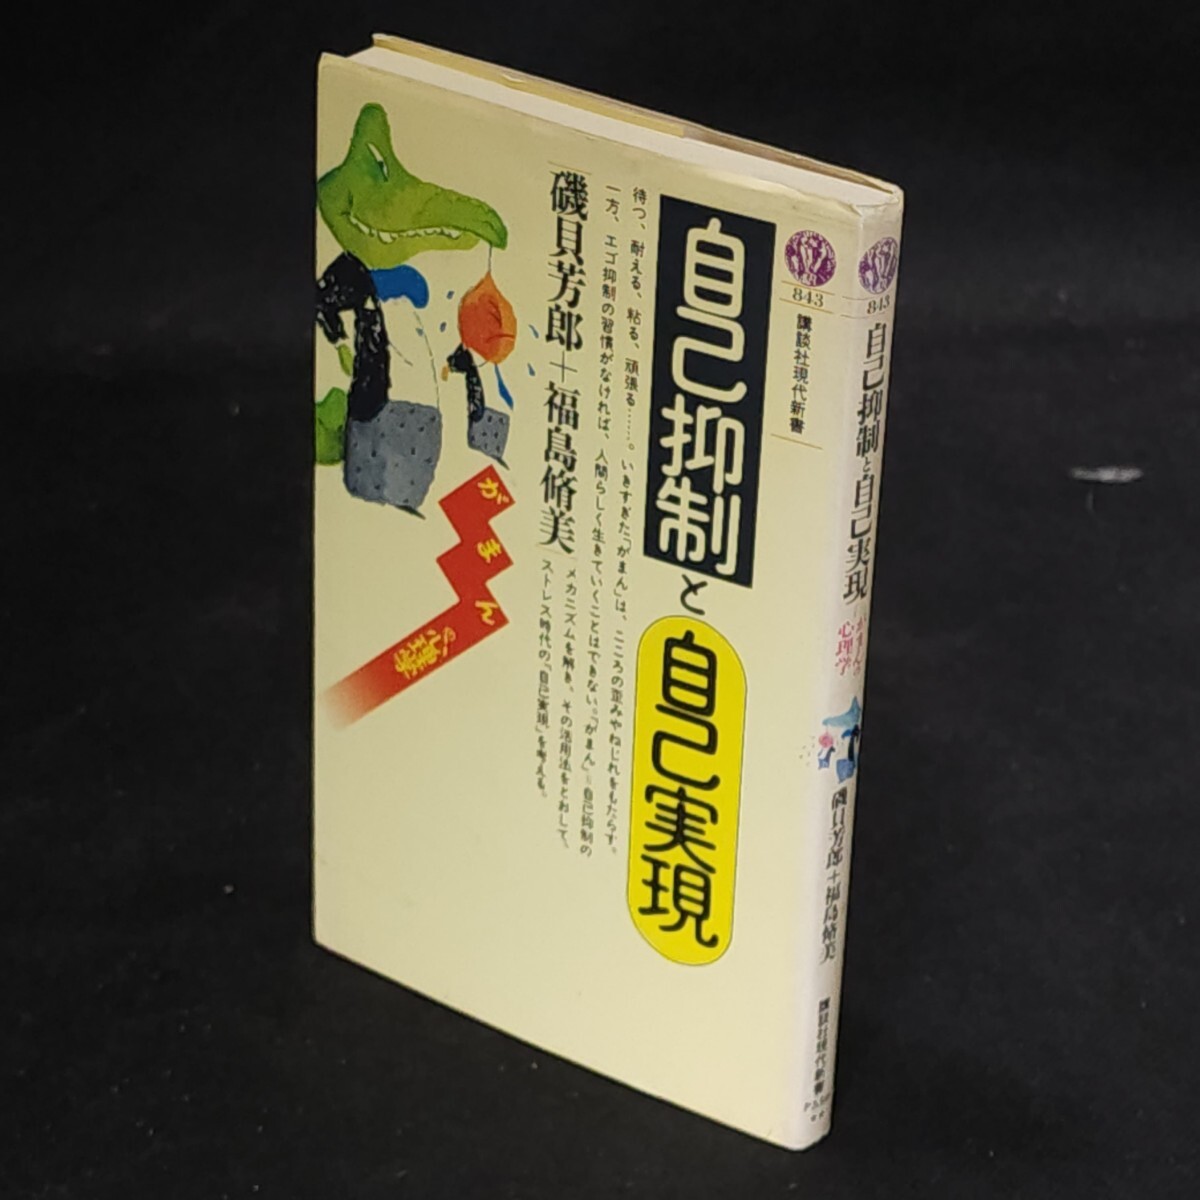 843
講談社現代新書
自己抑制
と
自己実現
待つ、耐える、粘る、頑張る……。いきすぎた「がまん」は、こころの歪みやねじれをもたらす。
一方、エゴ抑制の習慣がなければ、人間らしく生きていくことはできない。「がまん」=自己抑制の
メカニズムを解き、その活用法をとおして、
ストレス時代の「自己実現」を考える。
磯貝芳郎+福島脩美
がまん
の心理学
843
自己抑制と自己実現
がまんの
心理学
磯貝芳郎+福島脩美
講談社現代新書